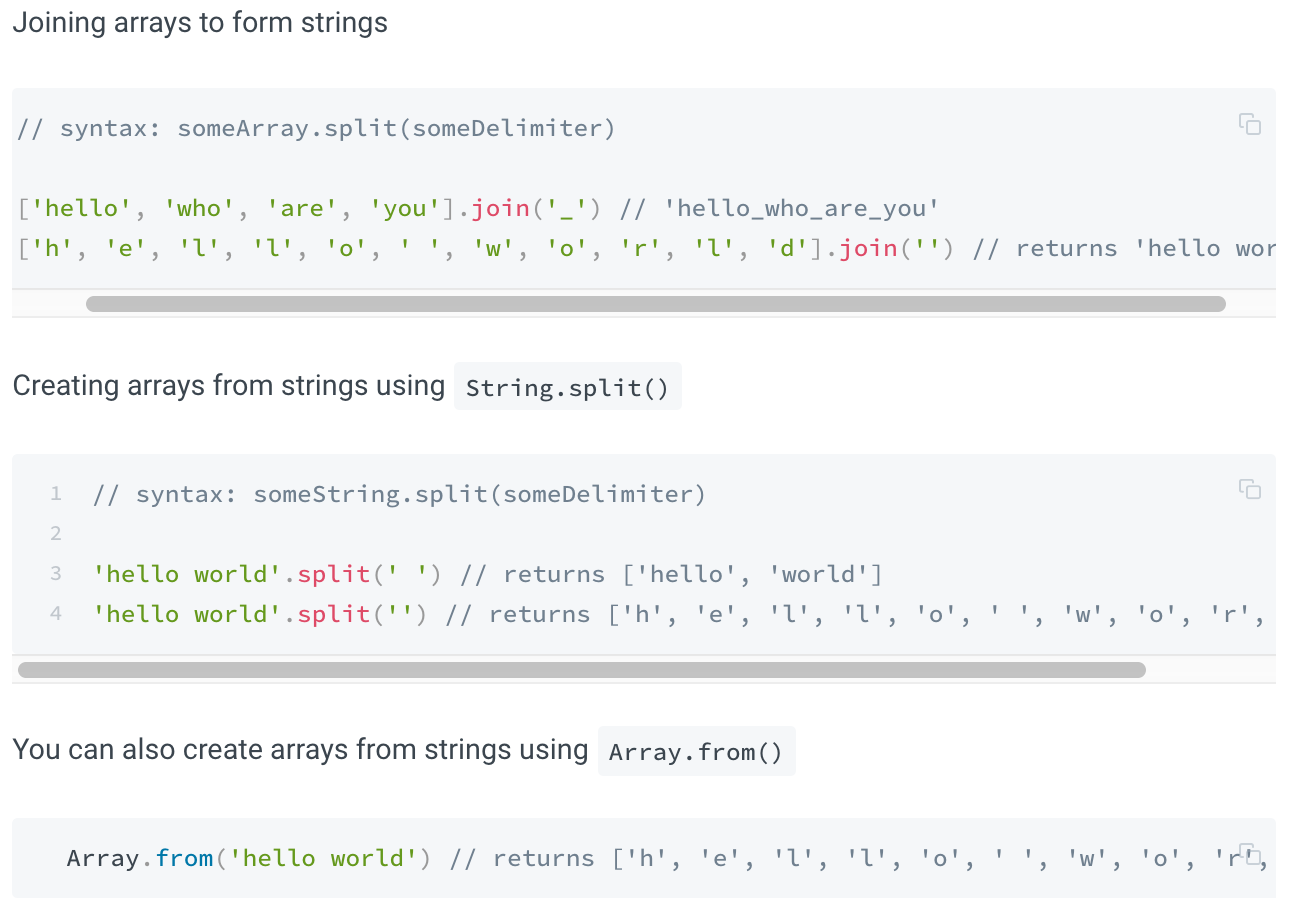 Joining arrays to form strings
// syntax: someArray.split(someDelimiter)
['hello', 'who', 'are', 'you'].join('_') // 'hello_who_are_you'
['h', 'e', 'l', 'l', 'o', ' ', 'w', 'o', 'r', 'l', 'd'].join('') // returns 'hello wor
Creating arrays from strings using String.split()
1 // syntax: someString.split(someDelimiter)
2
3 'hello world'.split(' ') // returns ['hello', 'world']
4 'hello world'.split('') // returns ['h', 'e', 'l', 'l', 'o', ' ', 'w', 'o', 'r',
You can also create arrays from strings using Array.from()
Array.from('hello world') // returns ['h', 'e', 'l', 'l', 'o', ' ', 'w', 'o', 'r',